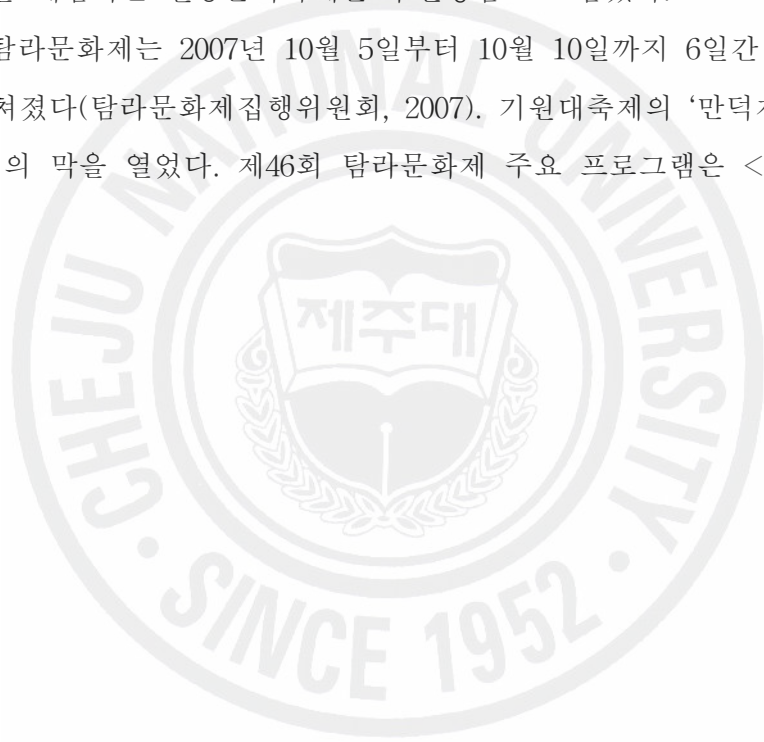 탐라문화제는 2007년 10월 5일부터 10월 10일까지 6일간
쳐졌다(탐라문화제집행위원회, 2007). 기원대축제의 ‘만덕
의 막을 열었다. 제46회 탐라문화제 주요 프로그램은 <
CHEJU NATIONAL UNIVERSITY
제주대
· SINCE 1952 ·